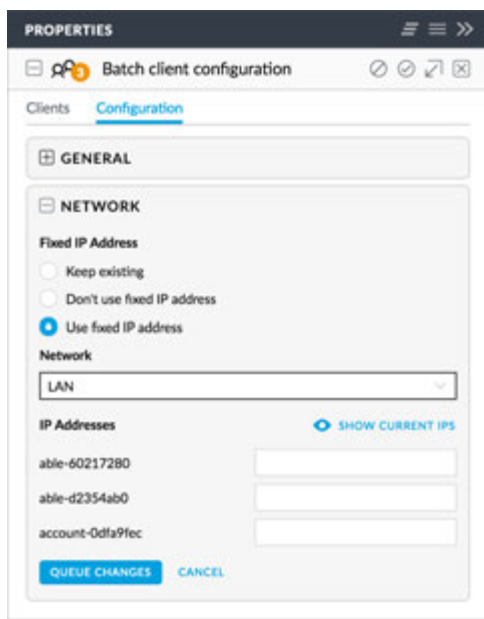 PROPERTIES
3 Batch client configuration
Clients Configuration
GENERAL
NETWORK
Fixed IP Address
Keep existing
Don't use fixed IP address
Use fixed IP address
Network
LAN
IP Addresses SHOW CURRENT IPS
able-60217280
able-d2354ab0
account-0dfa9fec
QUEUE CHANGES CANCEL